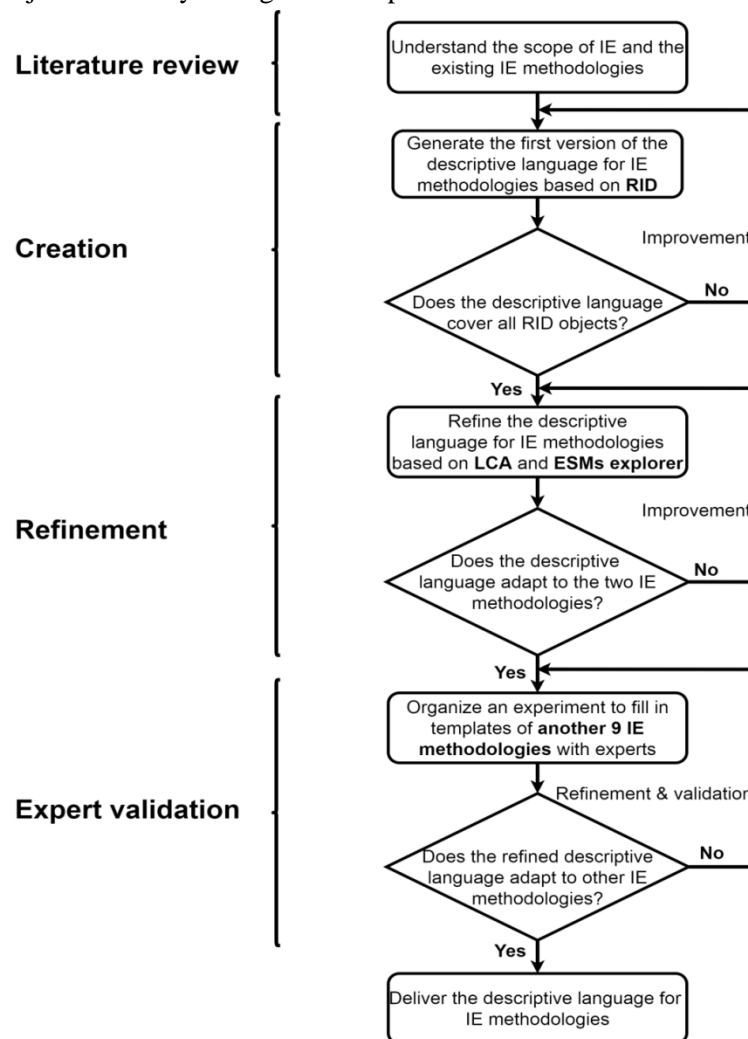 Literature review
Understand the scope of IE and the
existing IE methodologies
Creation
Generate the first version of the
descriptive language for IE
methodologies based on RID
Improvement
Does the descriptive language
cover all RID objects?
No
Yes
Refinement
Refine the descriptive
language for IE methodologies
based on LCA and ESMs explorer
Improvement
Does the descriptive
language adapt to the two IE
methodologies?
No
Yes
Expert validation
Organize an experiment to fill in
templates of another 9 IE
methodologies with experts
Refinement & validation
Does the refined descriptive
language adapt to other IE
methodologies?
No
Yes
Deliver the descriptive language for
IE methodologies